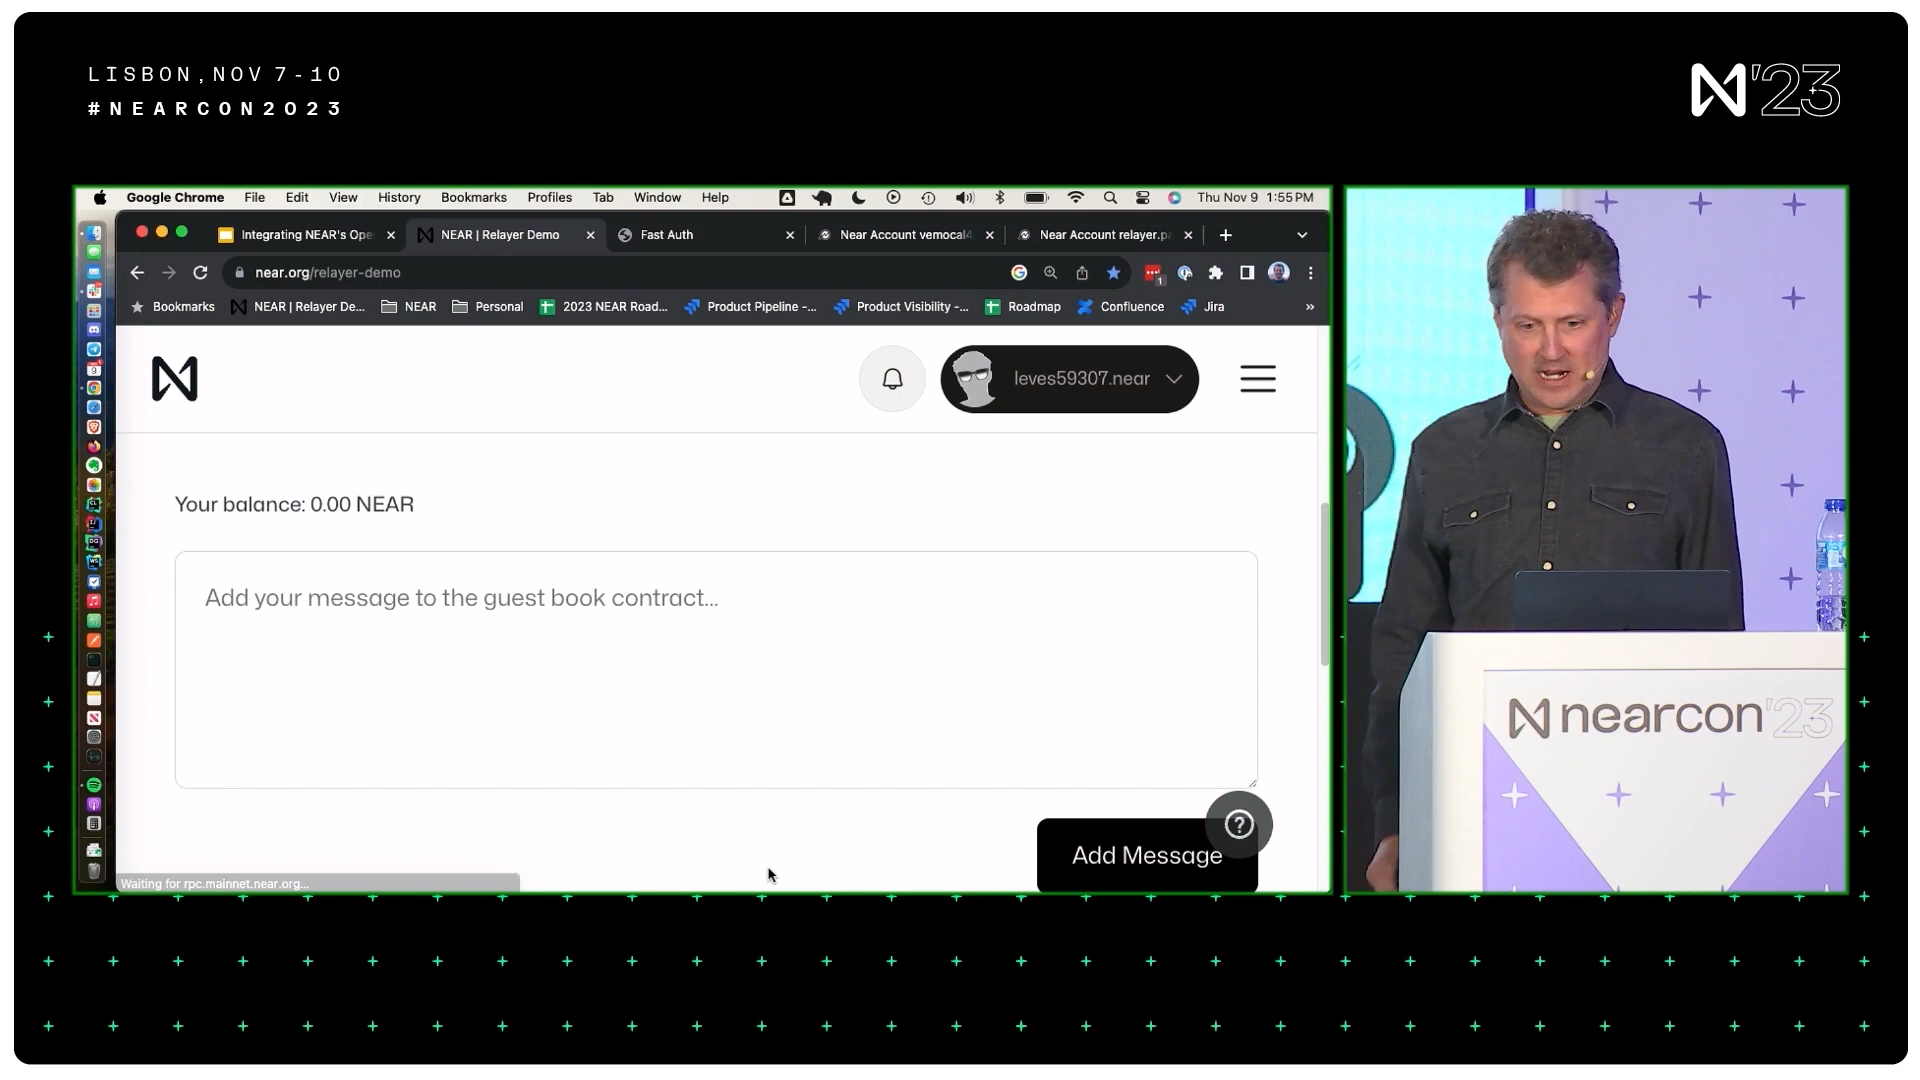 LISBON, NOV 7-10
#NEARCON2023
'23
Google Chrome File Edit View History Bookmarks Profiles Tab Window Help Thu Nov 9 1:55 PM
Integrating NEAR's Ope
NEAR | Relayer Demo
Fast Auth
Near Account vemocal4
Near Account relayer.pa
near.org/relayer-demo
Bookmarks NEAR | Relayer De... NEAR Personal 2023 NEAR Road... Product Pipeline -... Product Visibility -... Roadmap Confluence Jira »
leves59307.near
Your balance: 0.00 NEAR
Add your message to the guest book contract...
?
Add Message
Waiting for rpc.mainnet.near.org...
nearcon'23